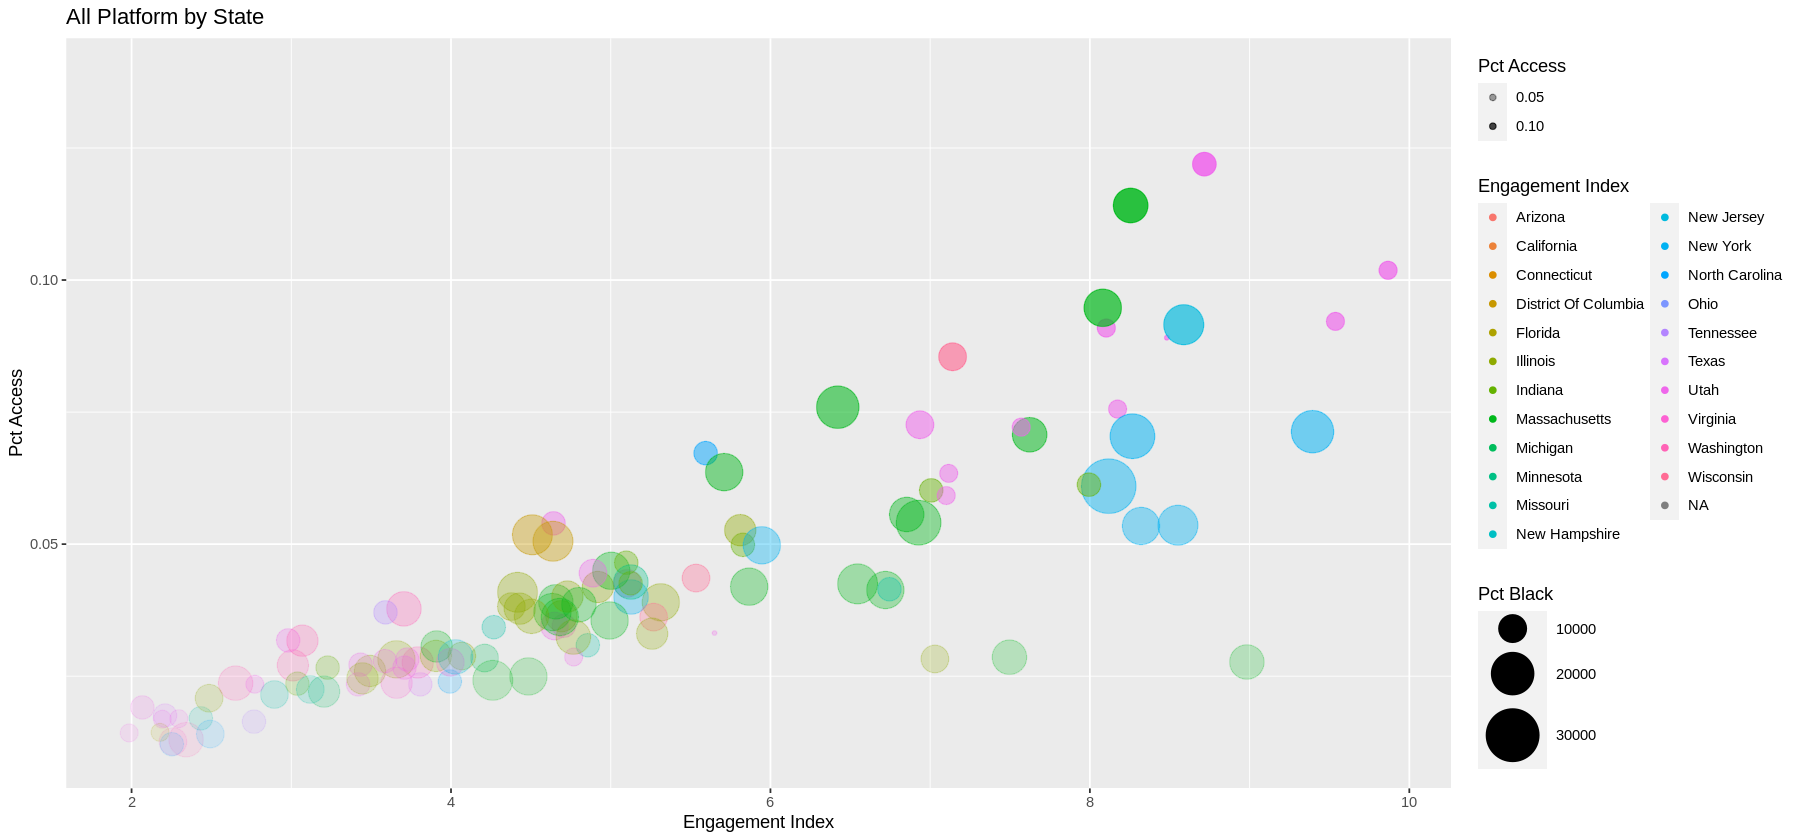 All Platform by State
Pct Access
0.10
0.05
2
4
6
8
10
Engagement Index
Pct Access
0.05
0.10
Engagement Index
Arizona
California
Connecticut
District Of Columbia
Florida
Illinois
Indiana
Massachusetts
Michigan
Minnesota
Missouri
New Hampshire
New Jersey
New York
North Carolina
Ohio
Tennessee
Texas
Utah
Virginia
Washington
Wisconsin
NA
Pct Black
10000
20000
30000